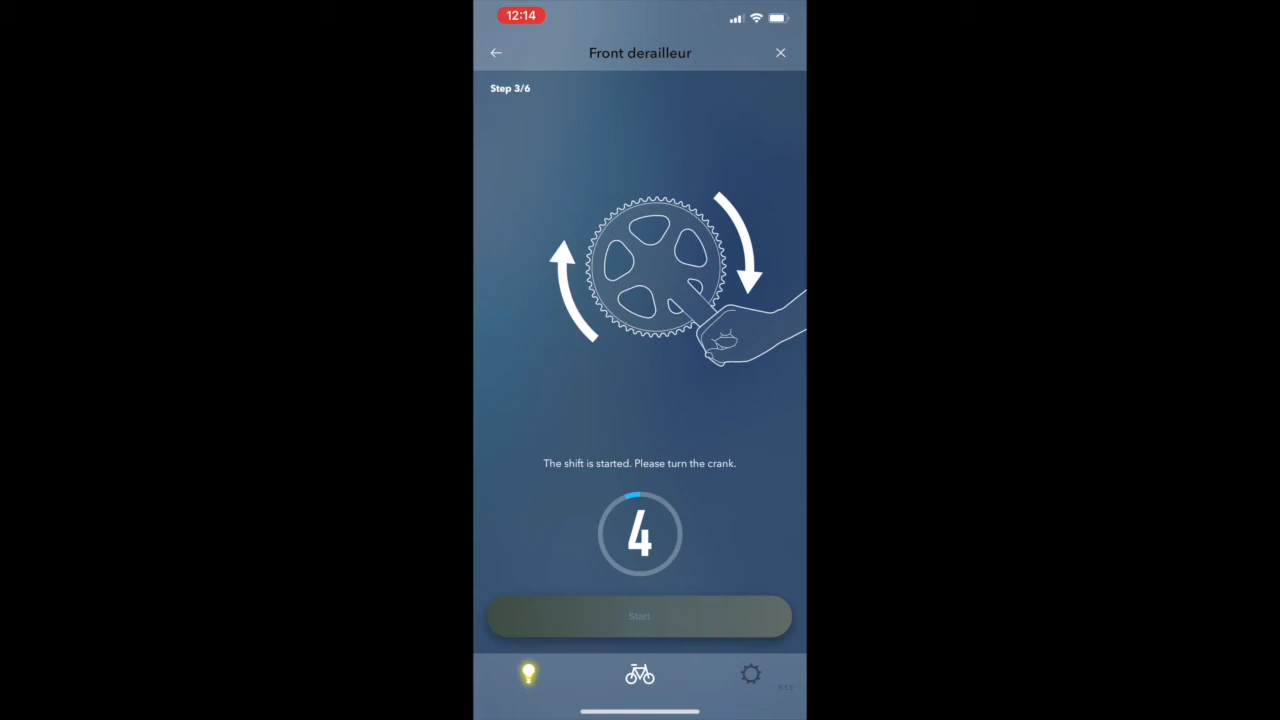 12:14
Front derailleur
Step 3/6
The shift is started. Please turn the crank.
4
Start